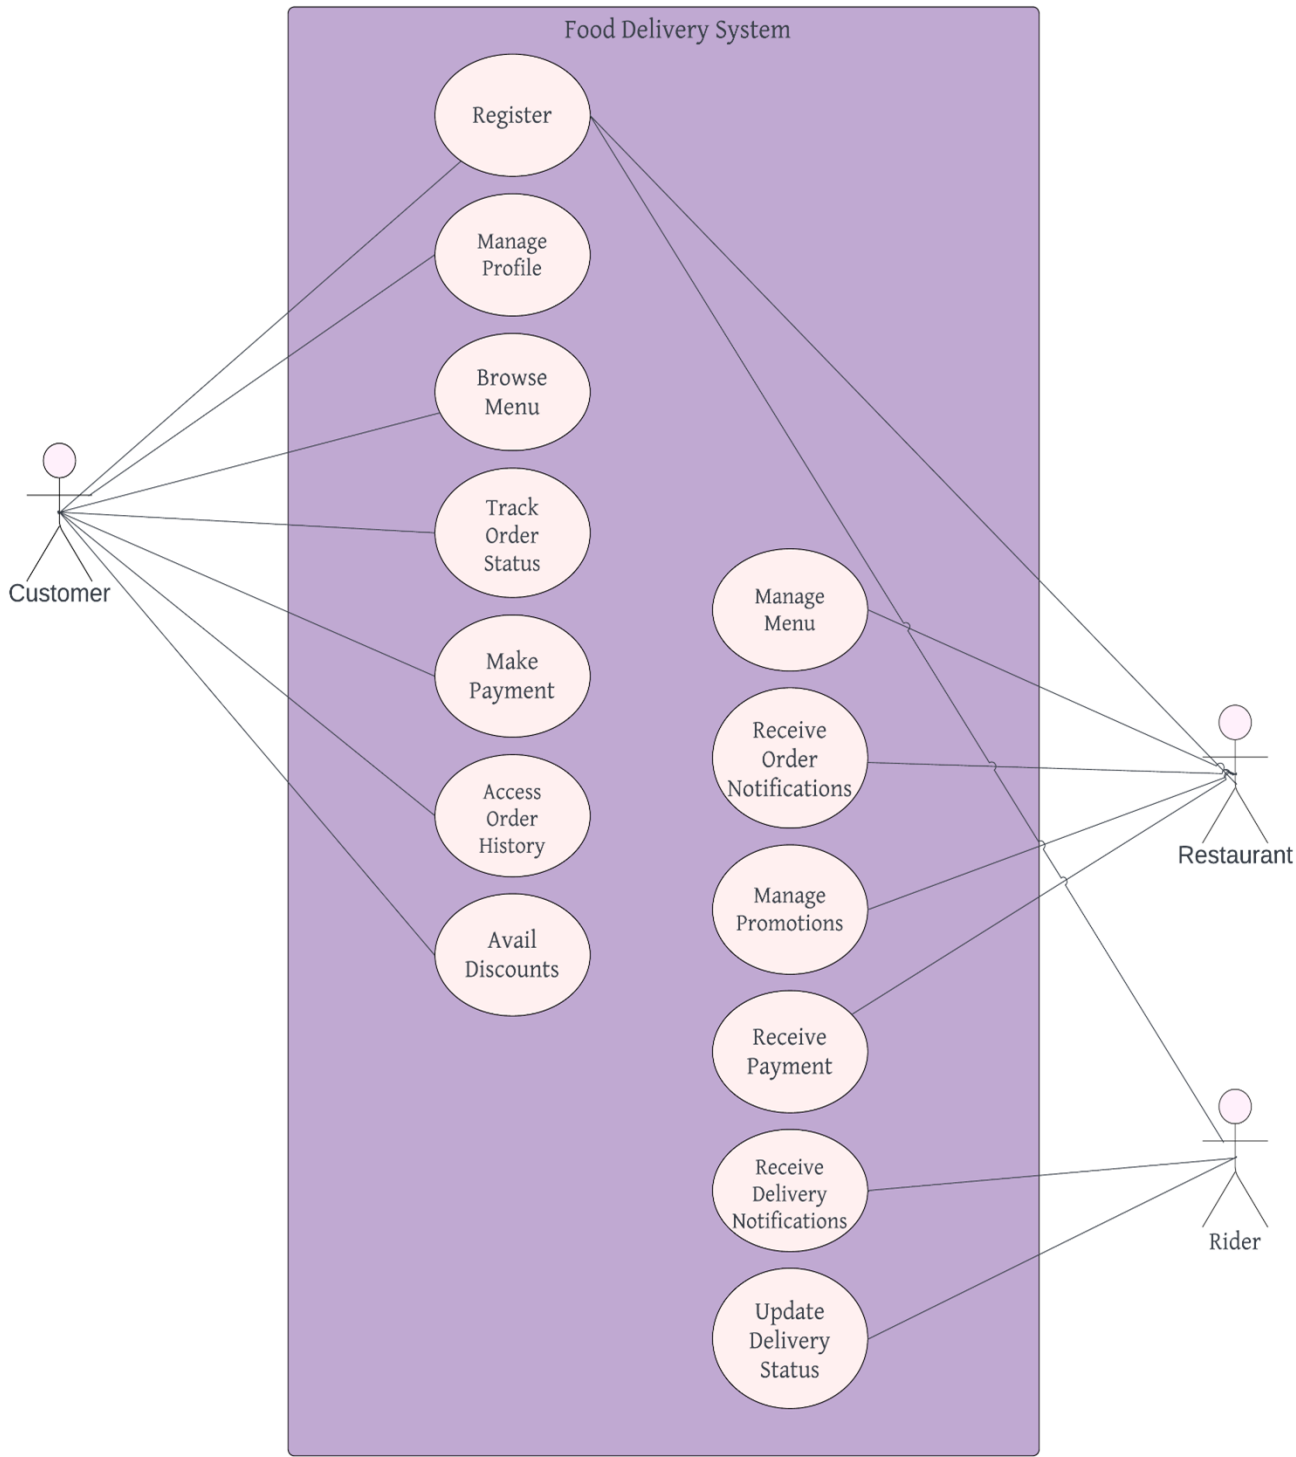 Food Delivery System
Register
Manage
Profile
Browse
Menu
Track
Order
Status
Make
Payment
Access
Order
History
Avail
Discounts
Customer
Manage
Menu
Receive
Order
Notifications
Manage
Promotions
Receive
Payment
Receive
Delivery
Notifications
Update
Delivery
Status
Restaurant
Rider